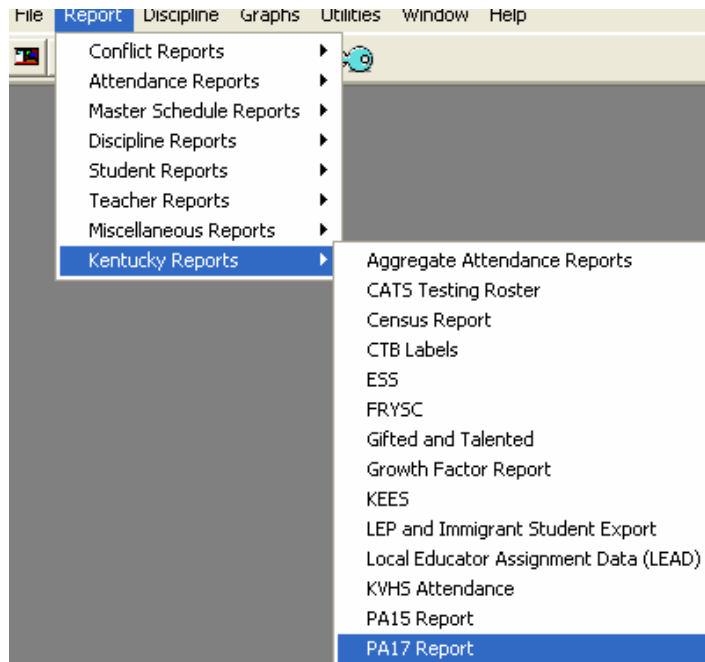 File Report Discipline Graphs Utilities Window Help
Conflict Reports
Attendance Reports
Master Schedule Reports
Discipline Reports
Student Reports
Teacher Reports
Miscellaneous Reports
Kentucky Reports
Aggregate Attendance Reports
CATS Testing Roster
Census Report
CTB Labels
ESS
FRYSC
Gifted and Talented
Growth Factor Report
KEES
LEP and Immigrant Student Export
Local Educator Assignment Data (LEAD)
KVHS Attendance
PA15 Report
PA17 Report